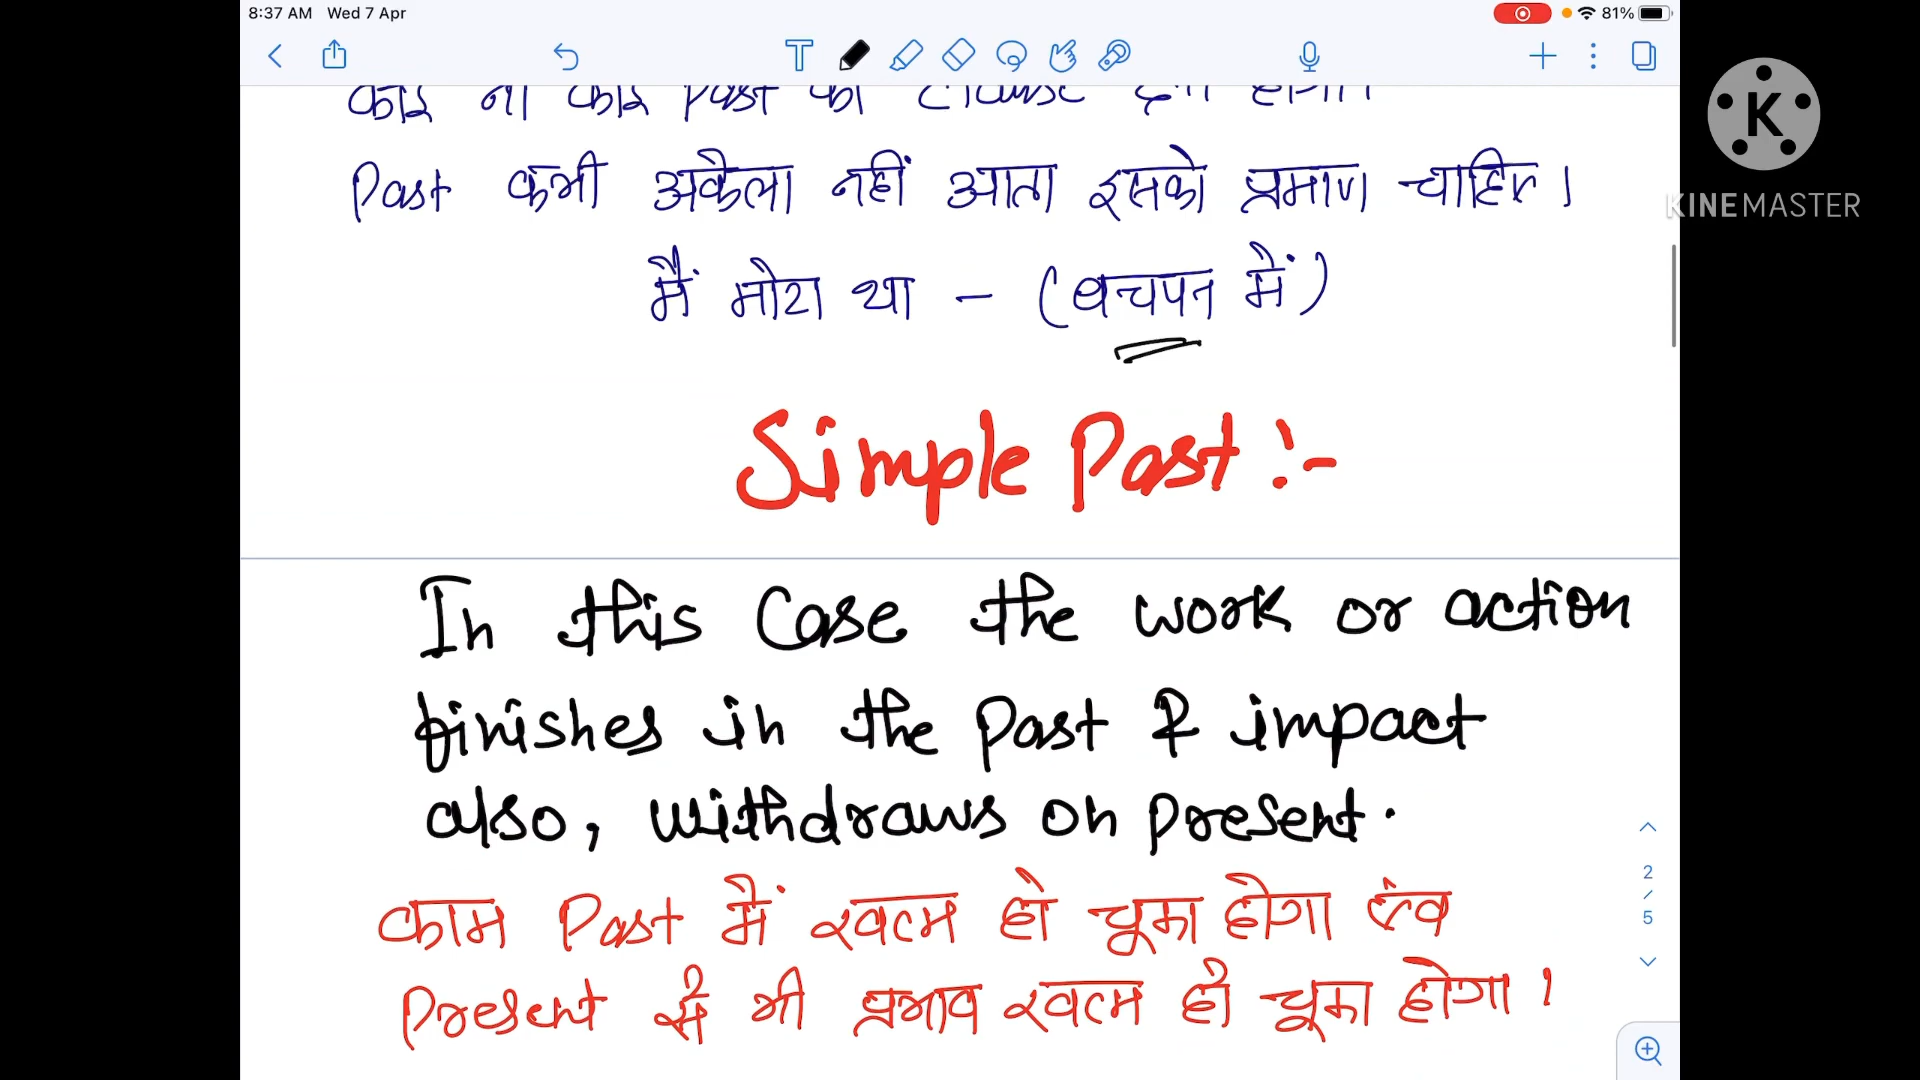 8:37 AM Wed 7 Apr
81%
K
KINEMASTER
कोई ना कोई Past का
Past कभी अकेला नहीं आता इसको प्रमाण चाहिए।
मैं मोटा था - (बचपन में)
Simple Past :-
In this Case the work or action
finishes in the Past & impact
also, withdraws on present.
काम Past में खत्म हो चूका होगा एंव
Present से भी प्रभाव खत्म हो चूका होगा।
2
/
5